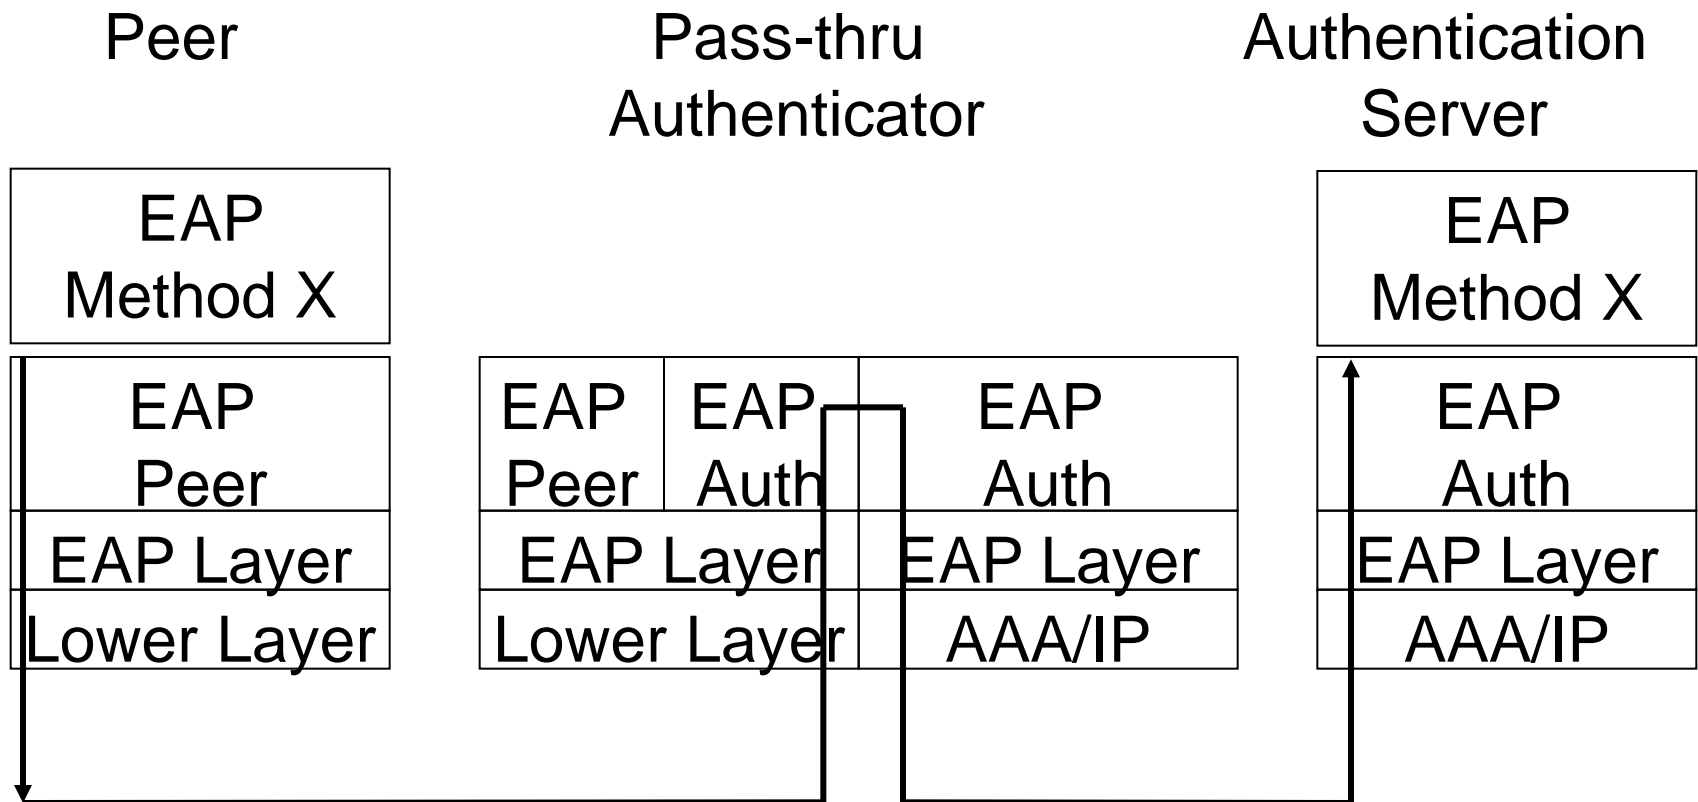 Peer
Pass-thru
Authenticator
Authentication
Server
EAP
Method X
EAP
Method X
EAP
Peer
EAP
Peer
EAP
Auth
EAP
Auth
EAP
Auth
EAP Layer
EAP Layer
EAP Layer
EAP Layer
Lower Layer
Lower Layer
AAA/IP
AAA/IP